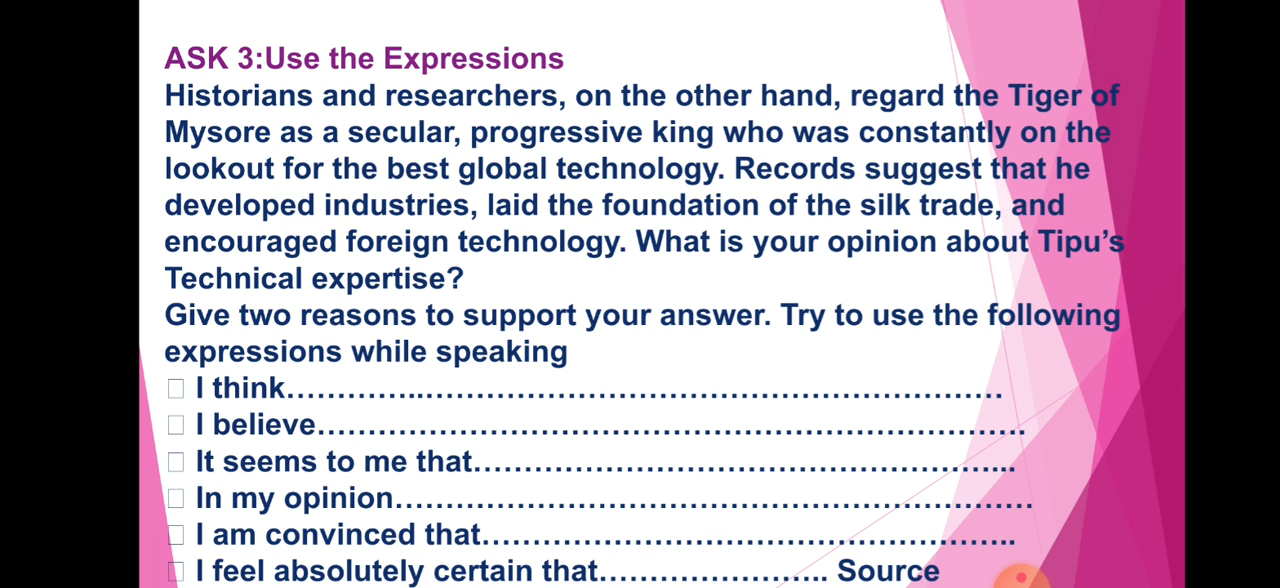 ASK 3:Use the Expressions
Historians and researchers, on the other hand, regard the Tiger of
Mysore as a secular, progressive king who was constantly on the
lookout for the best global technology. Records suggest that he
developed industries, laid the foundation of the silk trade, and
encouraged foreign technology. What is your opinion about Tipu’s
Technical expertise?
Give two reasons to support your answer. Try to use the following
expressions while speaking
I think…………..…………………………………………………
I believe…………………………………………………………….
It seems to me that……………………………………………...
In my opinion………………………………………………………
I am convinced that……………………………………………..
I feel absolutely certain that………………….. Source